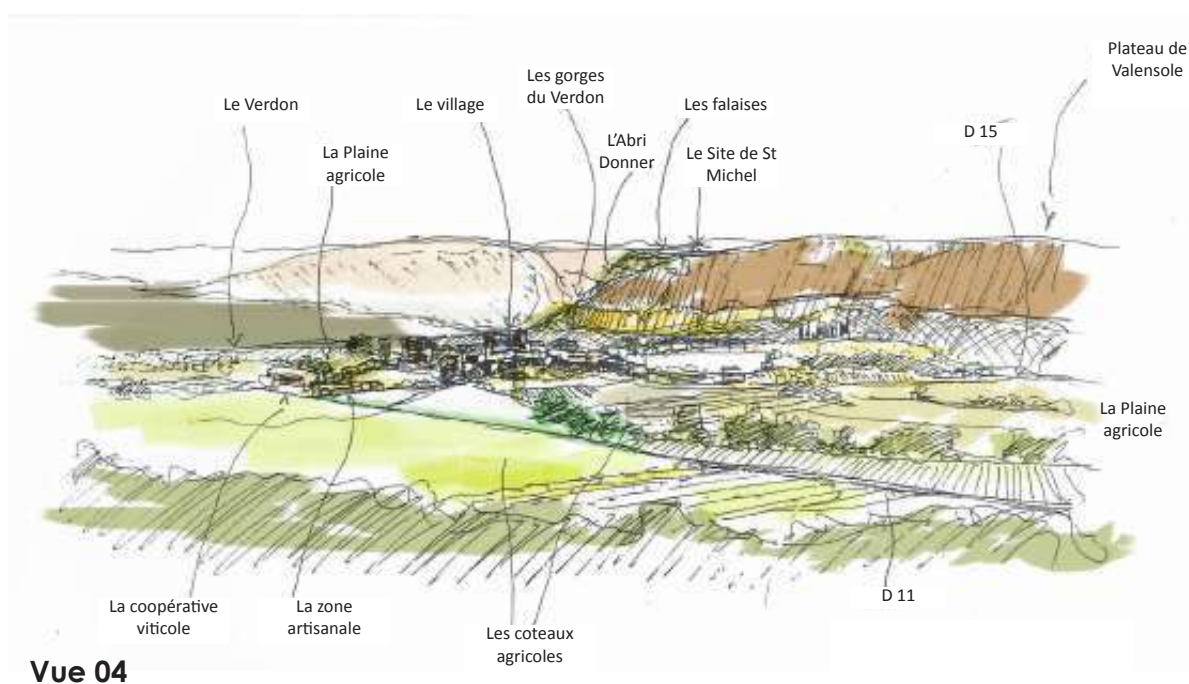 Plateau de
Valensole
Les gorges
du Verdon
Le Verdon
Le village
Les falaises
D 15
L'Abri
Donner
La Plaine
agricole
Le Site de St
Michel
La Plaine
agricole
D 11
La coopérative
viticole
La zone
artisanale
Les coteaux
agricoles
Vue 04